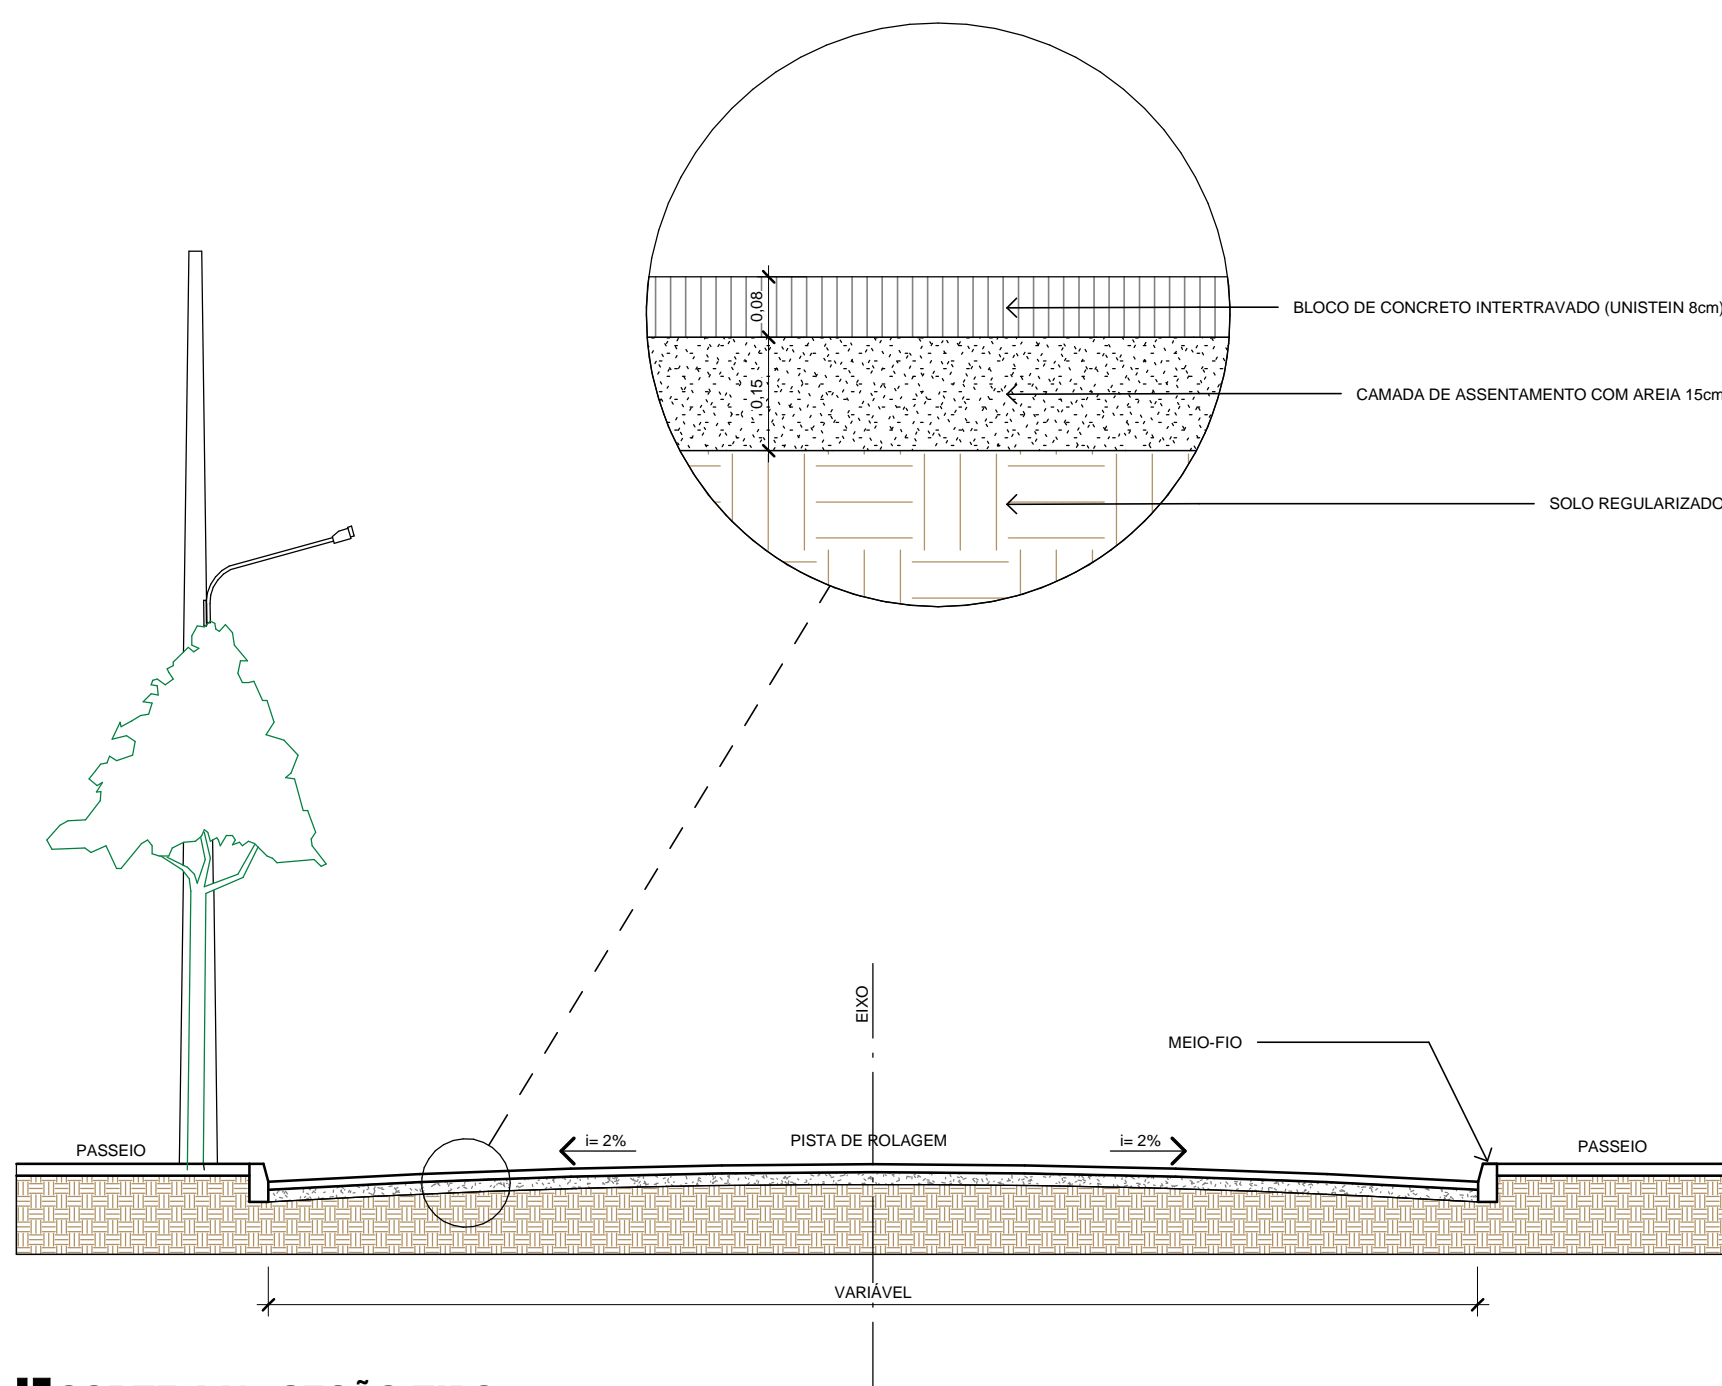 0,08
BLOCO DE CONCRETO INTERTRAVADO (UNISTEIN 8cm)
0,15
CAMADA DE ASSENTAMENTO COM AREIA 15cm
SOLO REGULARIZADO
EIXO
MEIO-FIO
PASSEIO
i= 2%
PISTA DE ROLAGEM
i= 2%
PASSEIO
VARIÁVEL